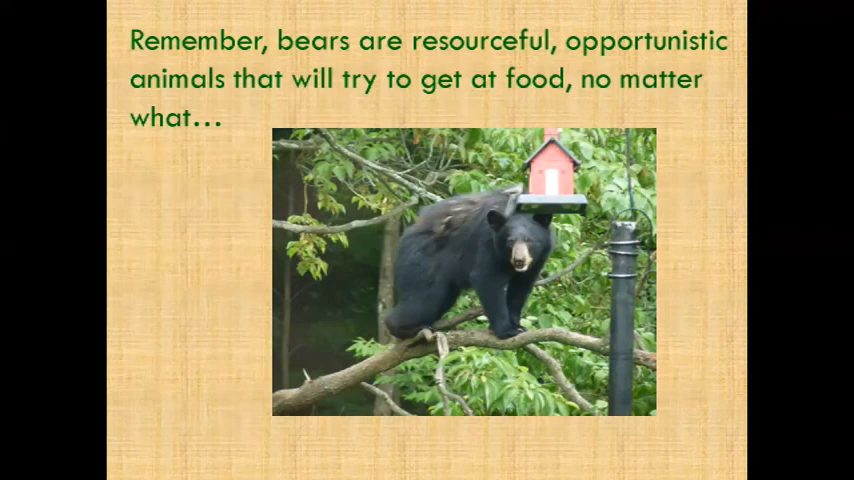 Remember, bears are resourceful, opportunistic
animals that will try to get at food, no matter
what...